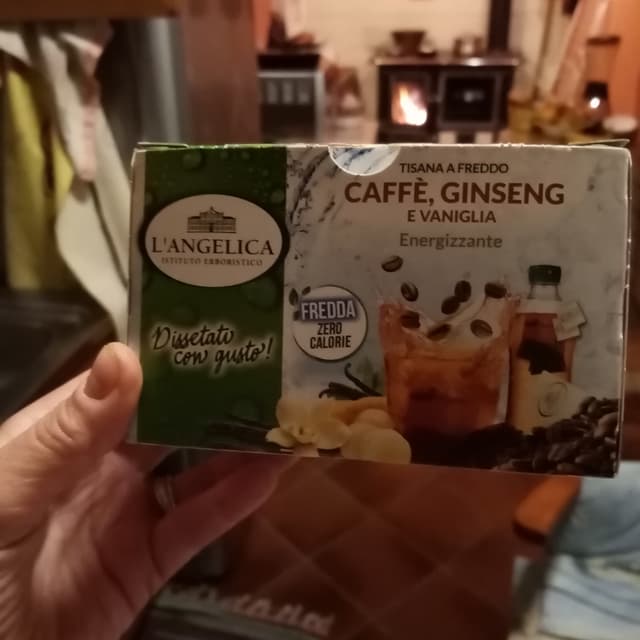 L'ANGELICA
ISTITUTO ERBORISTICO
Dissetati
con gusto!
TISANA A FREDDO
CAFFÈ, GINSENG
E VANIGLIA
Energizzante
FREDDA
ZERO
CALORIE